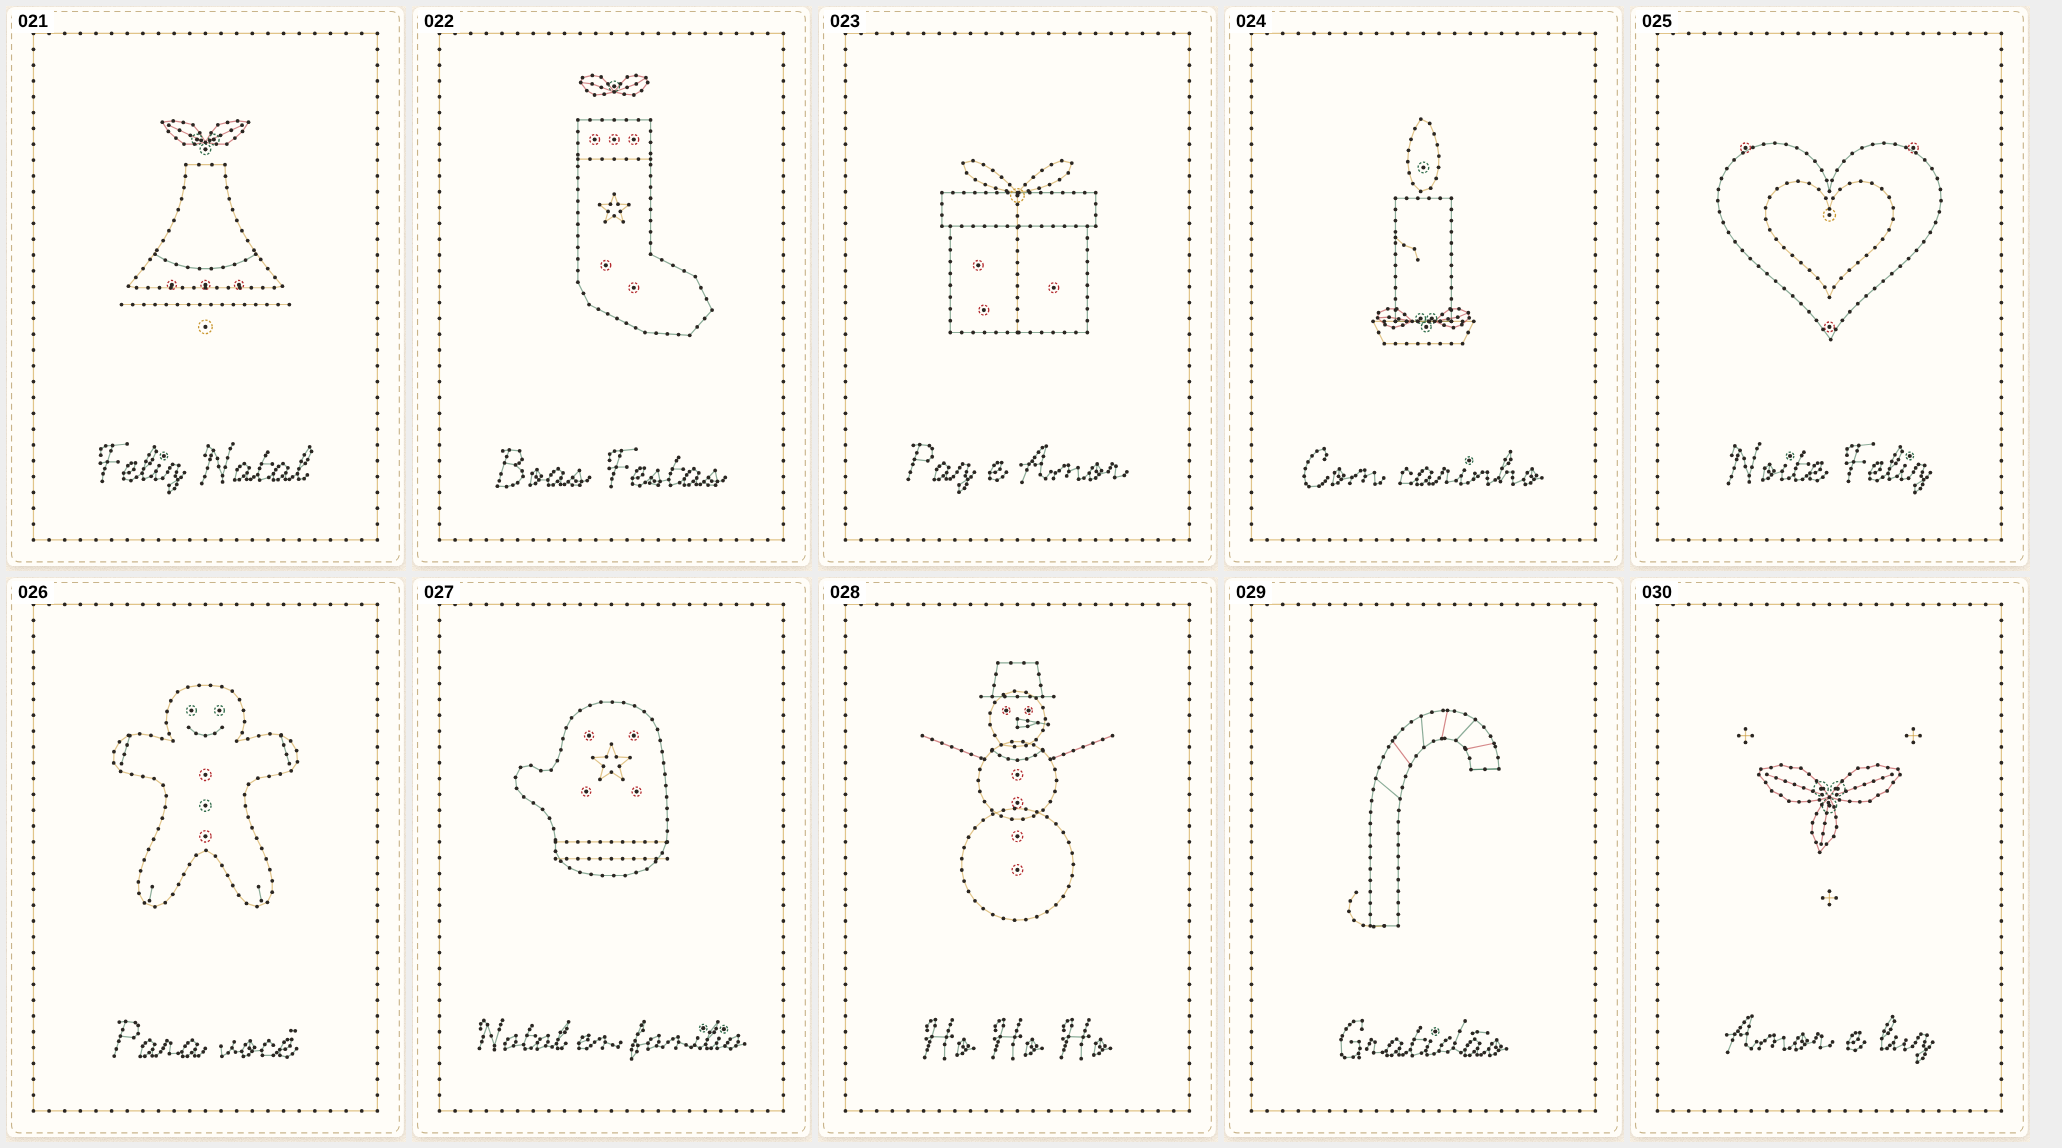 021
Feliz Natal
022
Boas Festas
023
Paz e Amor
024
Com carinho
025
Noite Feliz
026
Para você
027
Natal em família
028
Ho Ho Ho
029
Gratidão
030
Amor e luz